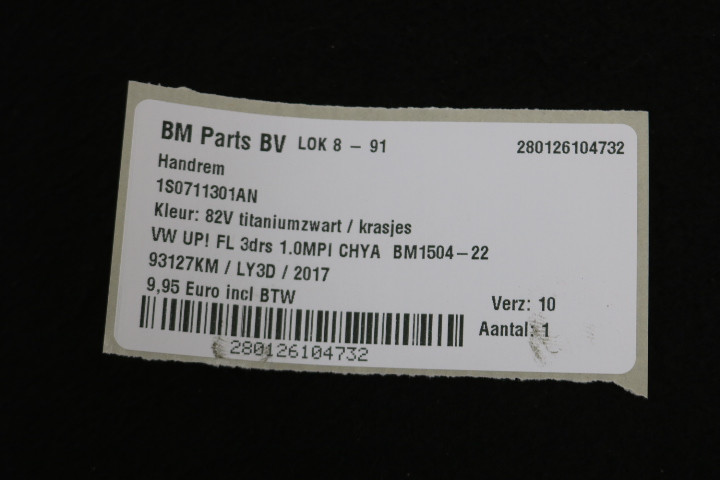 BM Parts BV LOK 8 - 91 280126104732
Handrem
1S0711301AN
Kleur: 82V titaniumzwart / krasjes
VW UP! FL 3drs 1.0MPI CHYA BM1504-22
93127KM / LY3D / 2017
9,95 Euro incl BTW
Verz: 10
Aantal: 1
280126104732